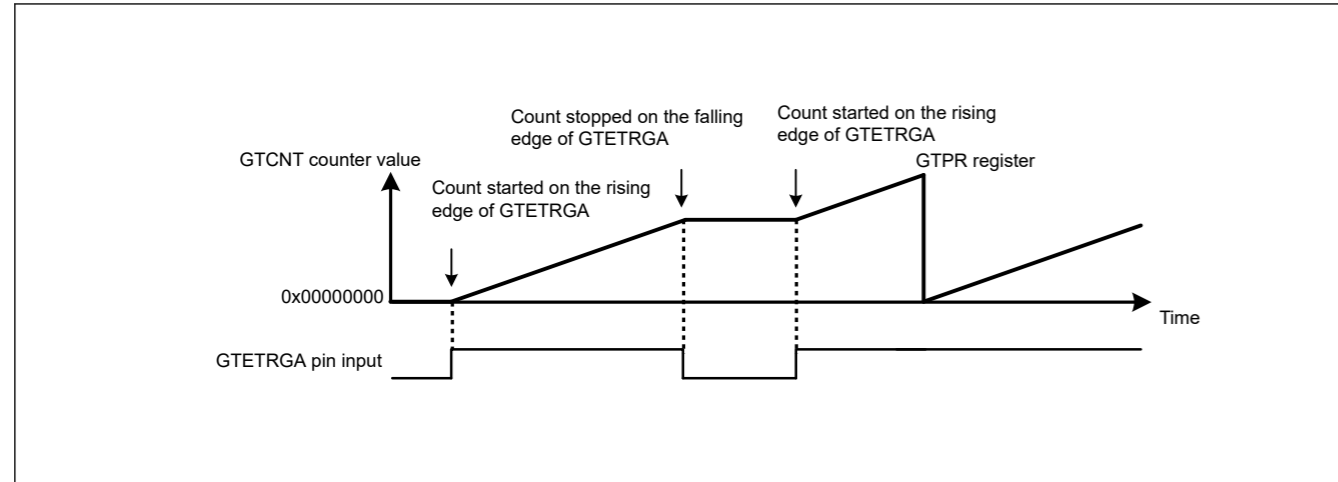 Count stopped on the falling
edge of GTETRGA
Count started on the rising
edge of GTETRGA
GTCNT counter value
GTPR register
Count started on the rising
edge of GTETRGA
0x00000000
Time
GTETRGA pin input